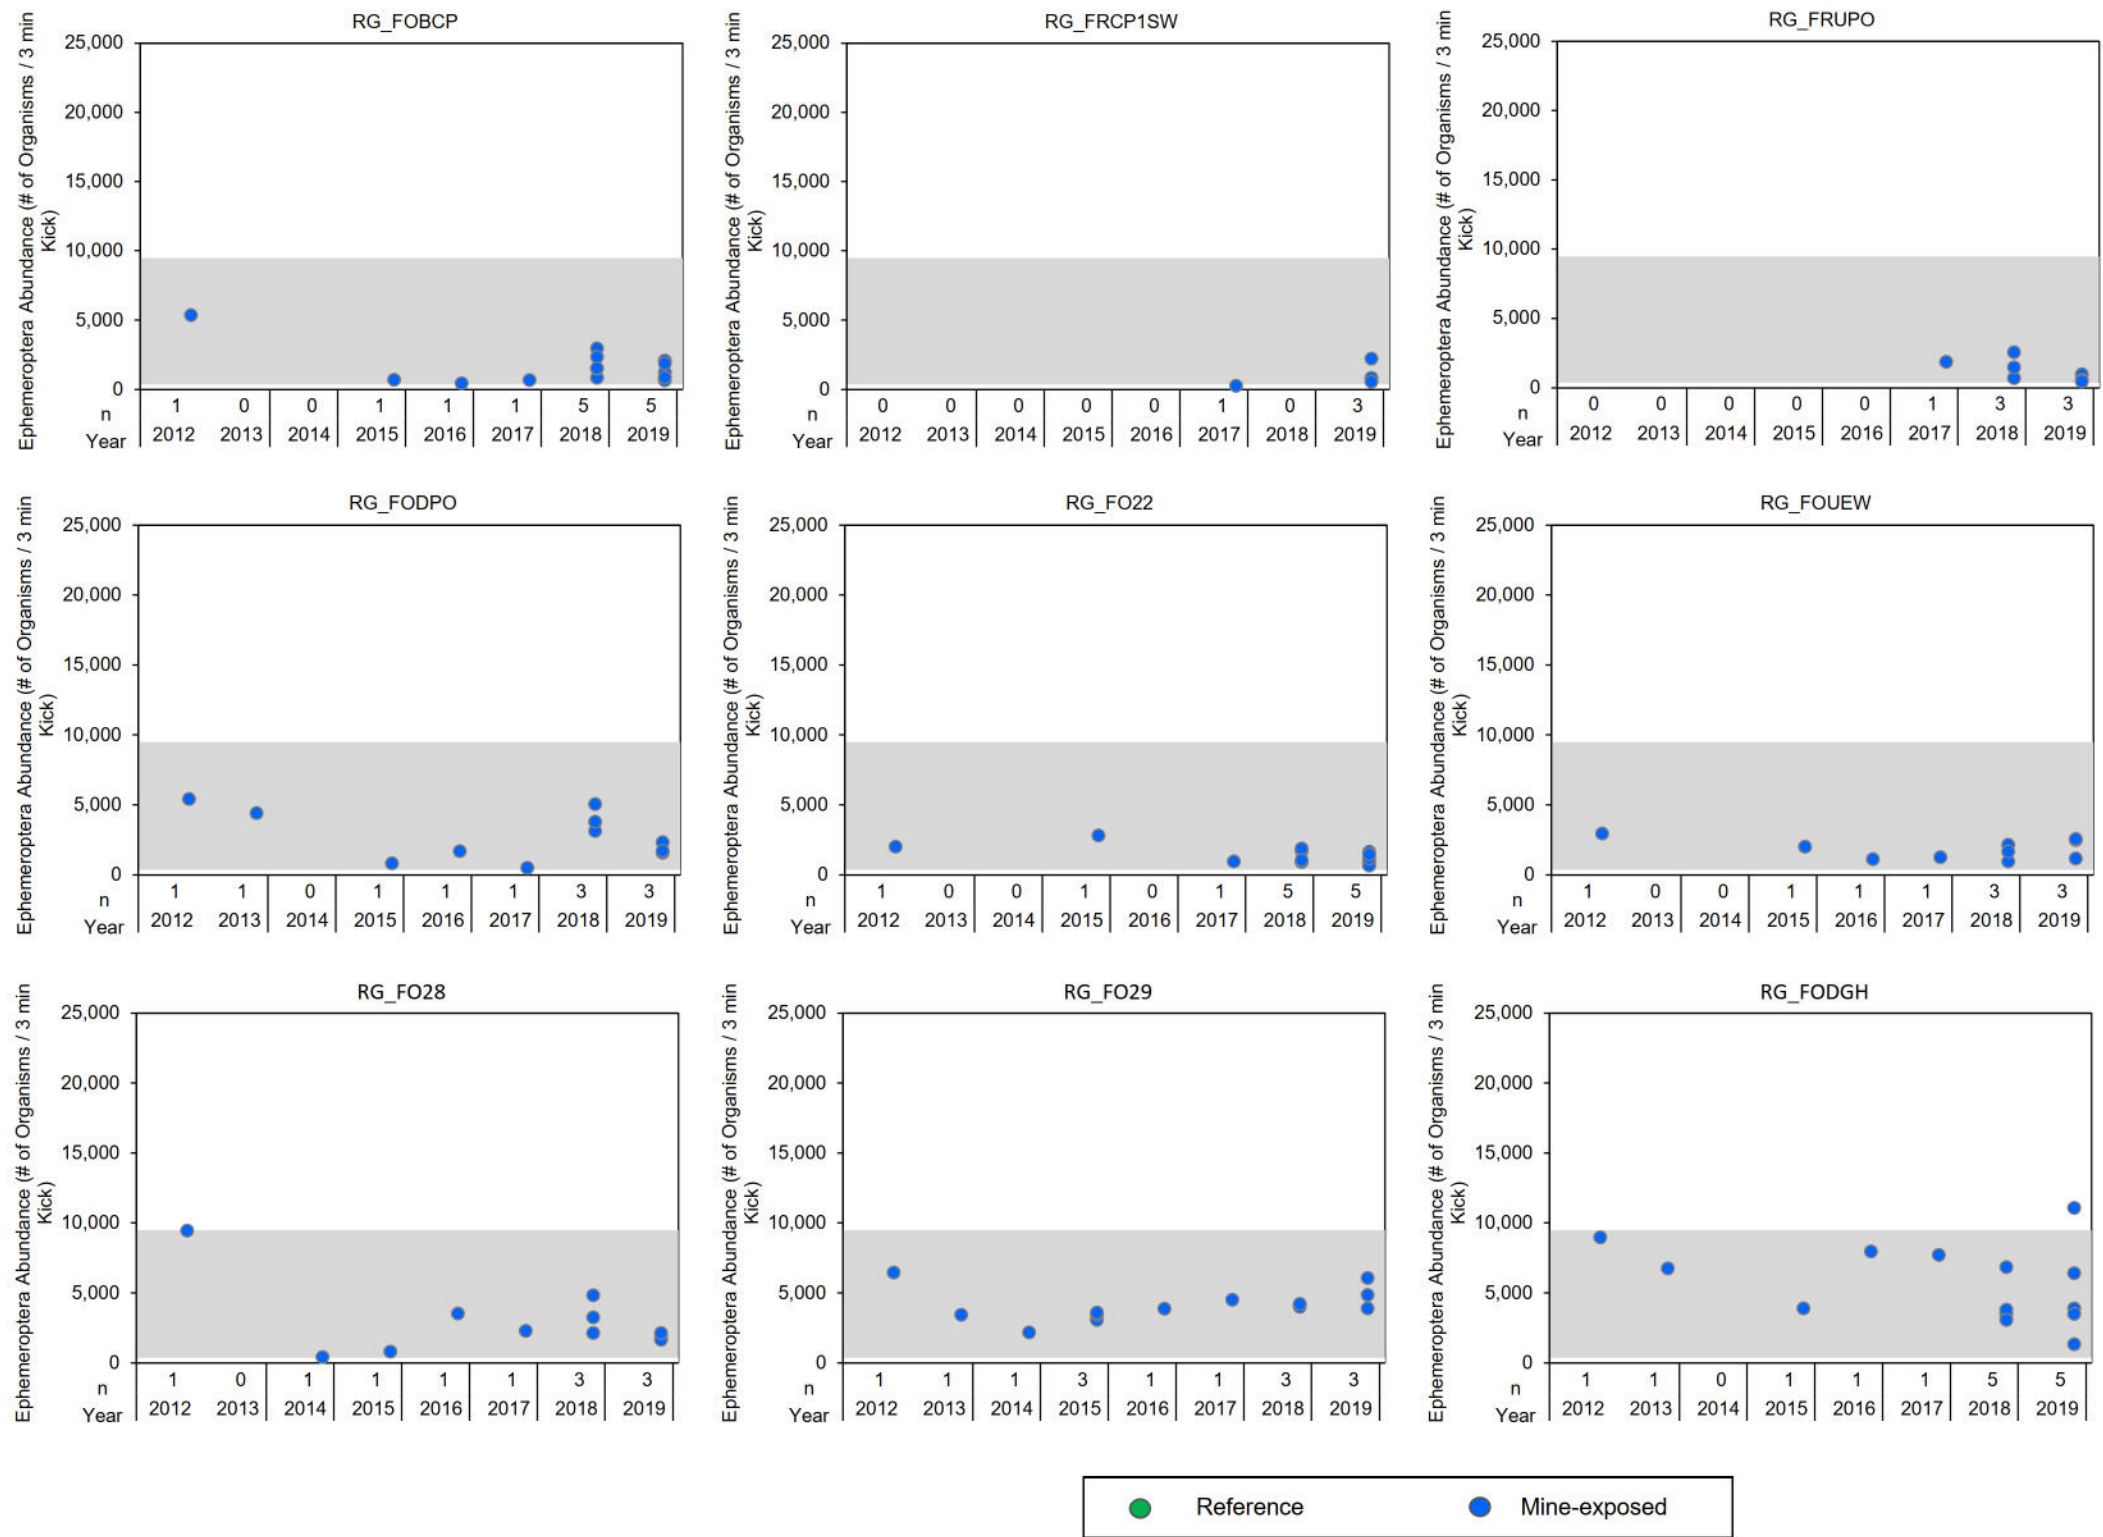 RG_FOBCP
Ephemeroptera Abundance (# of Organisms / 3 min
Kick)
25,000
20,000
15,000
10,000
5,000
0
n 1 0 0 1 1 1 5 5
Year 2012 2013 2014 2015 2016 2017 2018 2019
RG_FRCP1SW
Ephemeroptera Abundance (# of Organisms / 3 min
Kick)
25,000
20,000
15,000
10,000
5,000
0
n 0 0 0 0 0 1 0 3
Year 2012 2013 2014 2015 2016 2017 2018 2019
RG_FRUPO
Ephemeroptera Abundance (# of Organisms / 3 min
Kick)
25,000
20,000
15,000
10,000
5,000
0
n 0 0 0 0 0 1 3 3
Year 2012 2013 2014 2015 2016 2017 2018 2019
RG_FODPO
Ephemeroptera Abundance (# of Organisms / 3 min
Kick)
25,000
20,000
15,000
10,000
5,000
0
n 1 1 0 1 1 1 3 3
Year 2012 2013 2014 2015 2016 2017 2018 2019
RG_FO22
Ephemeroptera Abundance (# of Organisms / 3 min
Kick)
25,000
20,000
15,000
10,000
5,000
0
n 1 0 0 1 0 1 5 5
Year 2012 2013 2014 2015 2016 2017 2018 2019
RG_FOUEW
Ephemeroptera Abundance (# of Organisms / 3 min
Kick)
25,000
20,000
15,000
10,000
5,000
0
n 1 0 0 1 1 1 3 3
Year 2012 2013 2014 2015 2016 2017 2018 2019
RG_FO28
Ephemeroptera Abundance (# of Organisms / 3 min
Kick)
25,000
20,000
15,000
10,000
5,000
0
n 1 0 1 1 1 1 3 3
Year 2012 2013 2014 2015 2016 2017 2018 2019
RG_FO29
Ephemeroptera Abundance (# of Organisms / 3 min
Kick)
25,000
20,000
15,000
10,000
5,000
0
n 1 1 1 3 1 1 3 3
Year 2012 2013 2014 2015 2016 2017 2018 2019
RG_FODGH
Ephemeroptera Abundance (# of Organisms / 3 min
Kick)
25,000
20,000
15,000
10,000
5,000
0
n 1 1 0 1 1 1 5 5
Year 2012 2013 2014 2015 2016 2017 2018 2019
Reference Mine-exposed